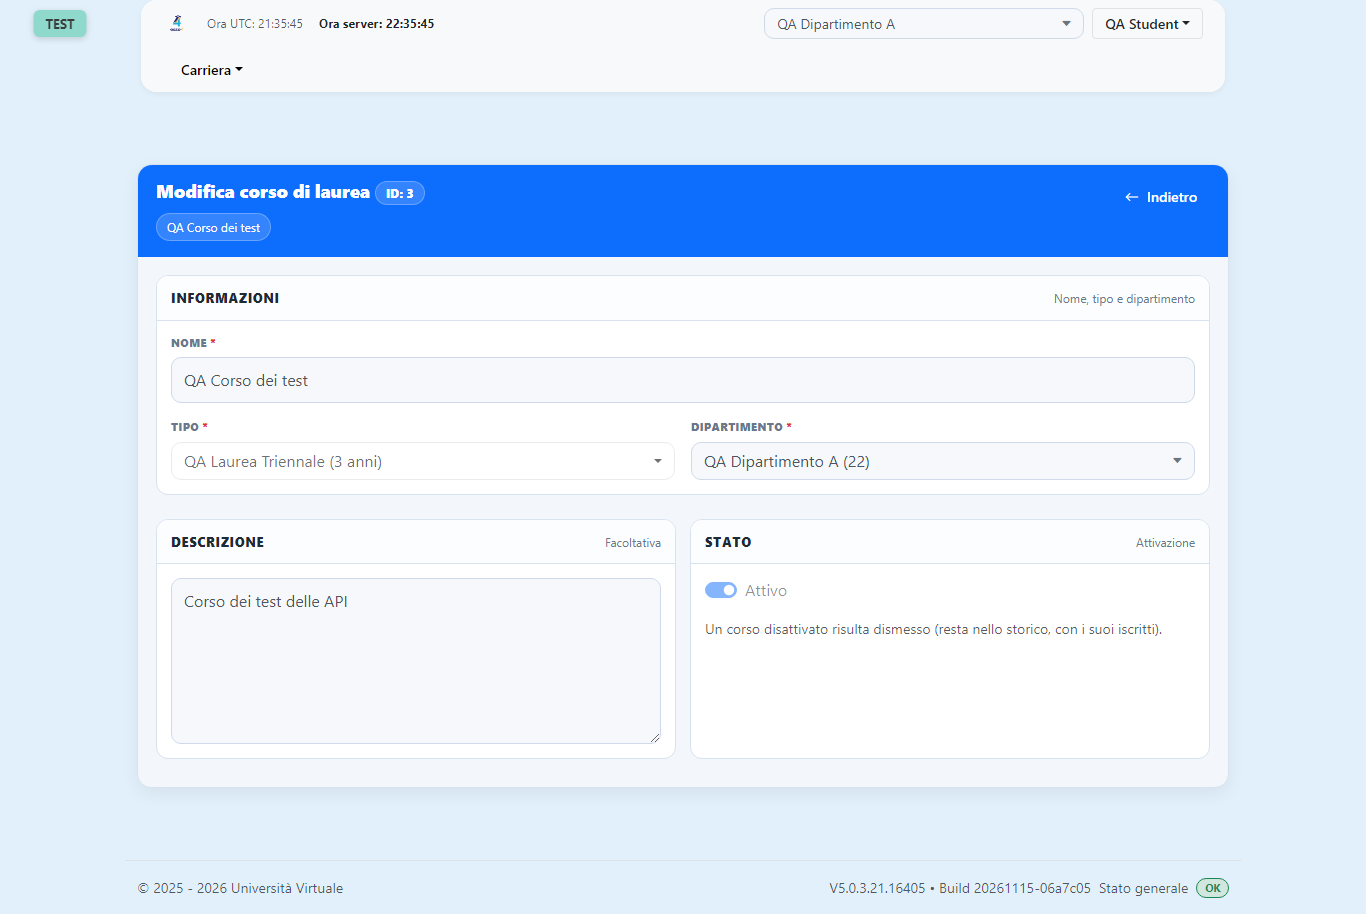 TEST
Ora UTC: 21:35:45 Ora server: 22:35:45 QA Dipartimento A QA Student
Carriera
Modifica corso di laurea ID: 3
← Indietro
QA Corso dei test
INFORMAZIONI Nome, tipo e dipartimento
NOME *
QA Corso dei test
TIPO * DIPARTIMENTO *
QA Laurea Triennale (3 anni) QA Dipartimento A (22)
DESCRIZIONE Facoltativa
Corso dei test delle API
STATO Attivazione
Attivo
Un corso disattivato risulta dismesso (resta nello storico, con i suoi iscritti).
© 2025 - 2026 Università Virtuale V5.0.3.21.16405 • Build 20261115-06a7c05 Stato generale OK